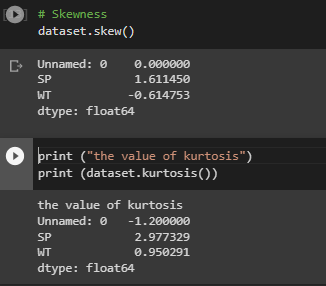 # Skewness
dataset.skew()
Unnamed: 0    0.000000
SP            1.611450
WT           -0.614753
dtype: float64
print ("the value of kurtosis")
print (dataset.kurtosis())
the value of kurtosis
Unnamed: 0   -1.200000
SP            2.977329
WT            0.950291
dtype: float64